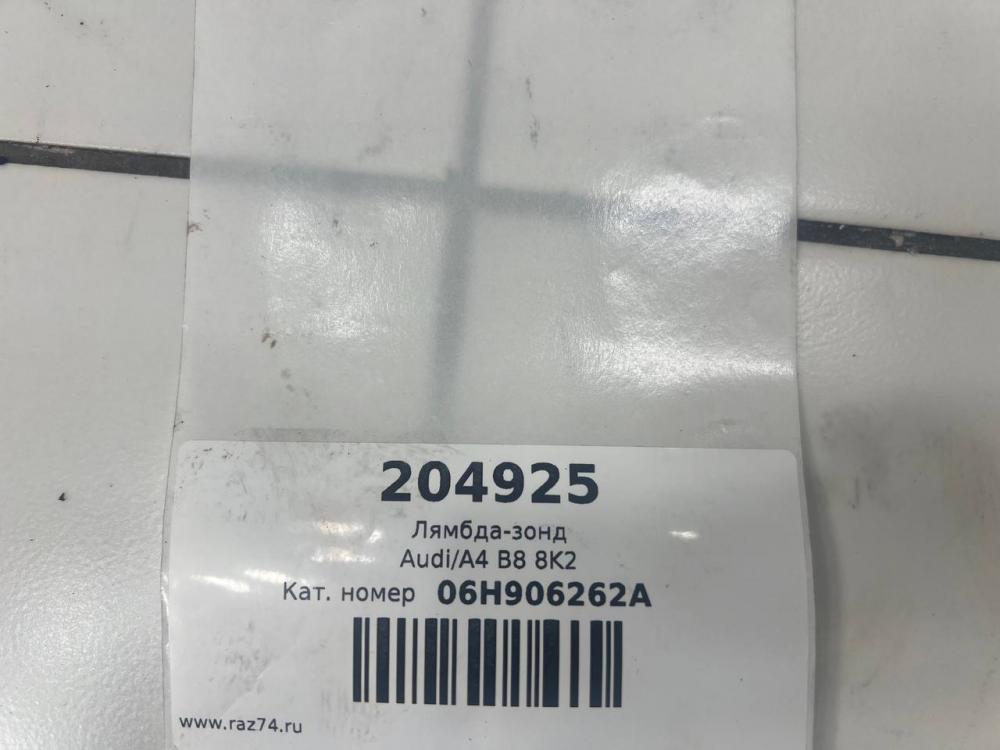 204925
Лямбда-зонд
Audi/A4 B8 8K2
Кат. номер 06H906262A
www.raz74.ru